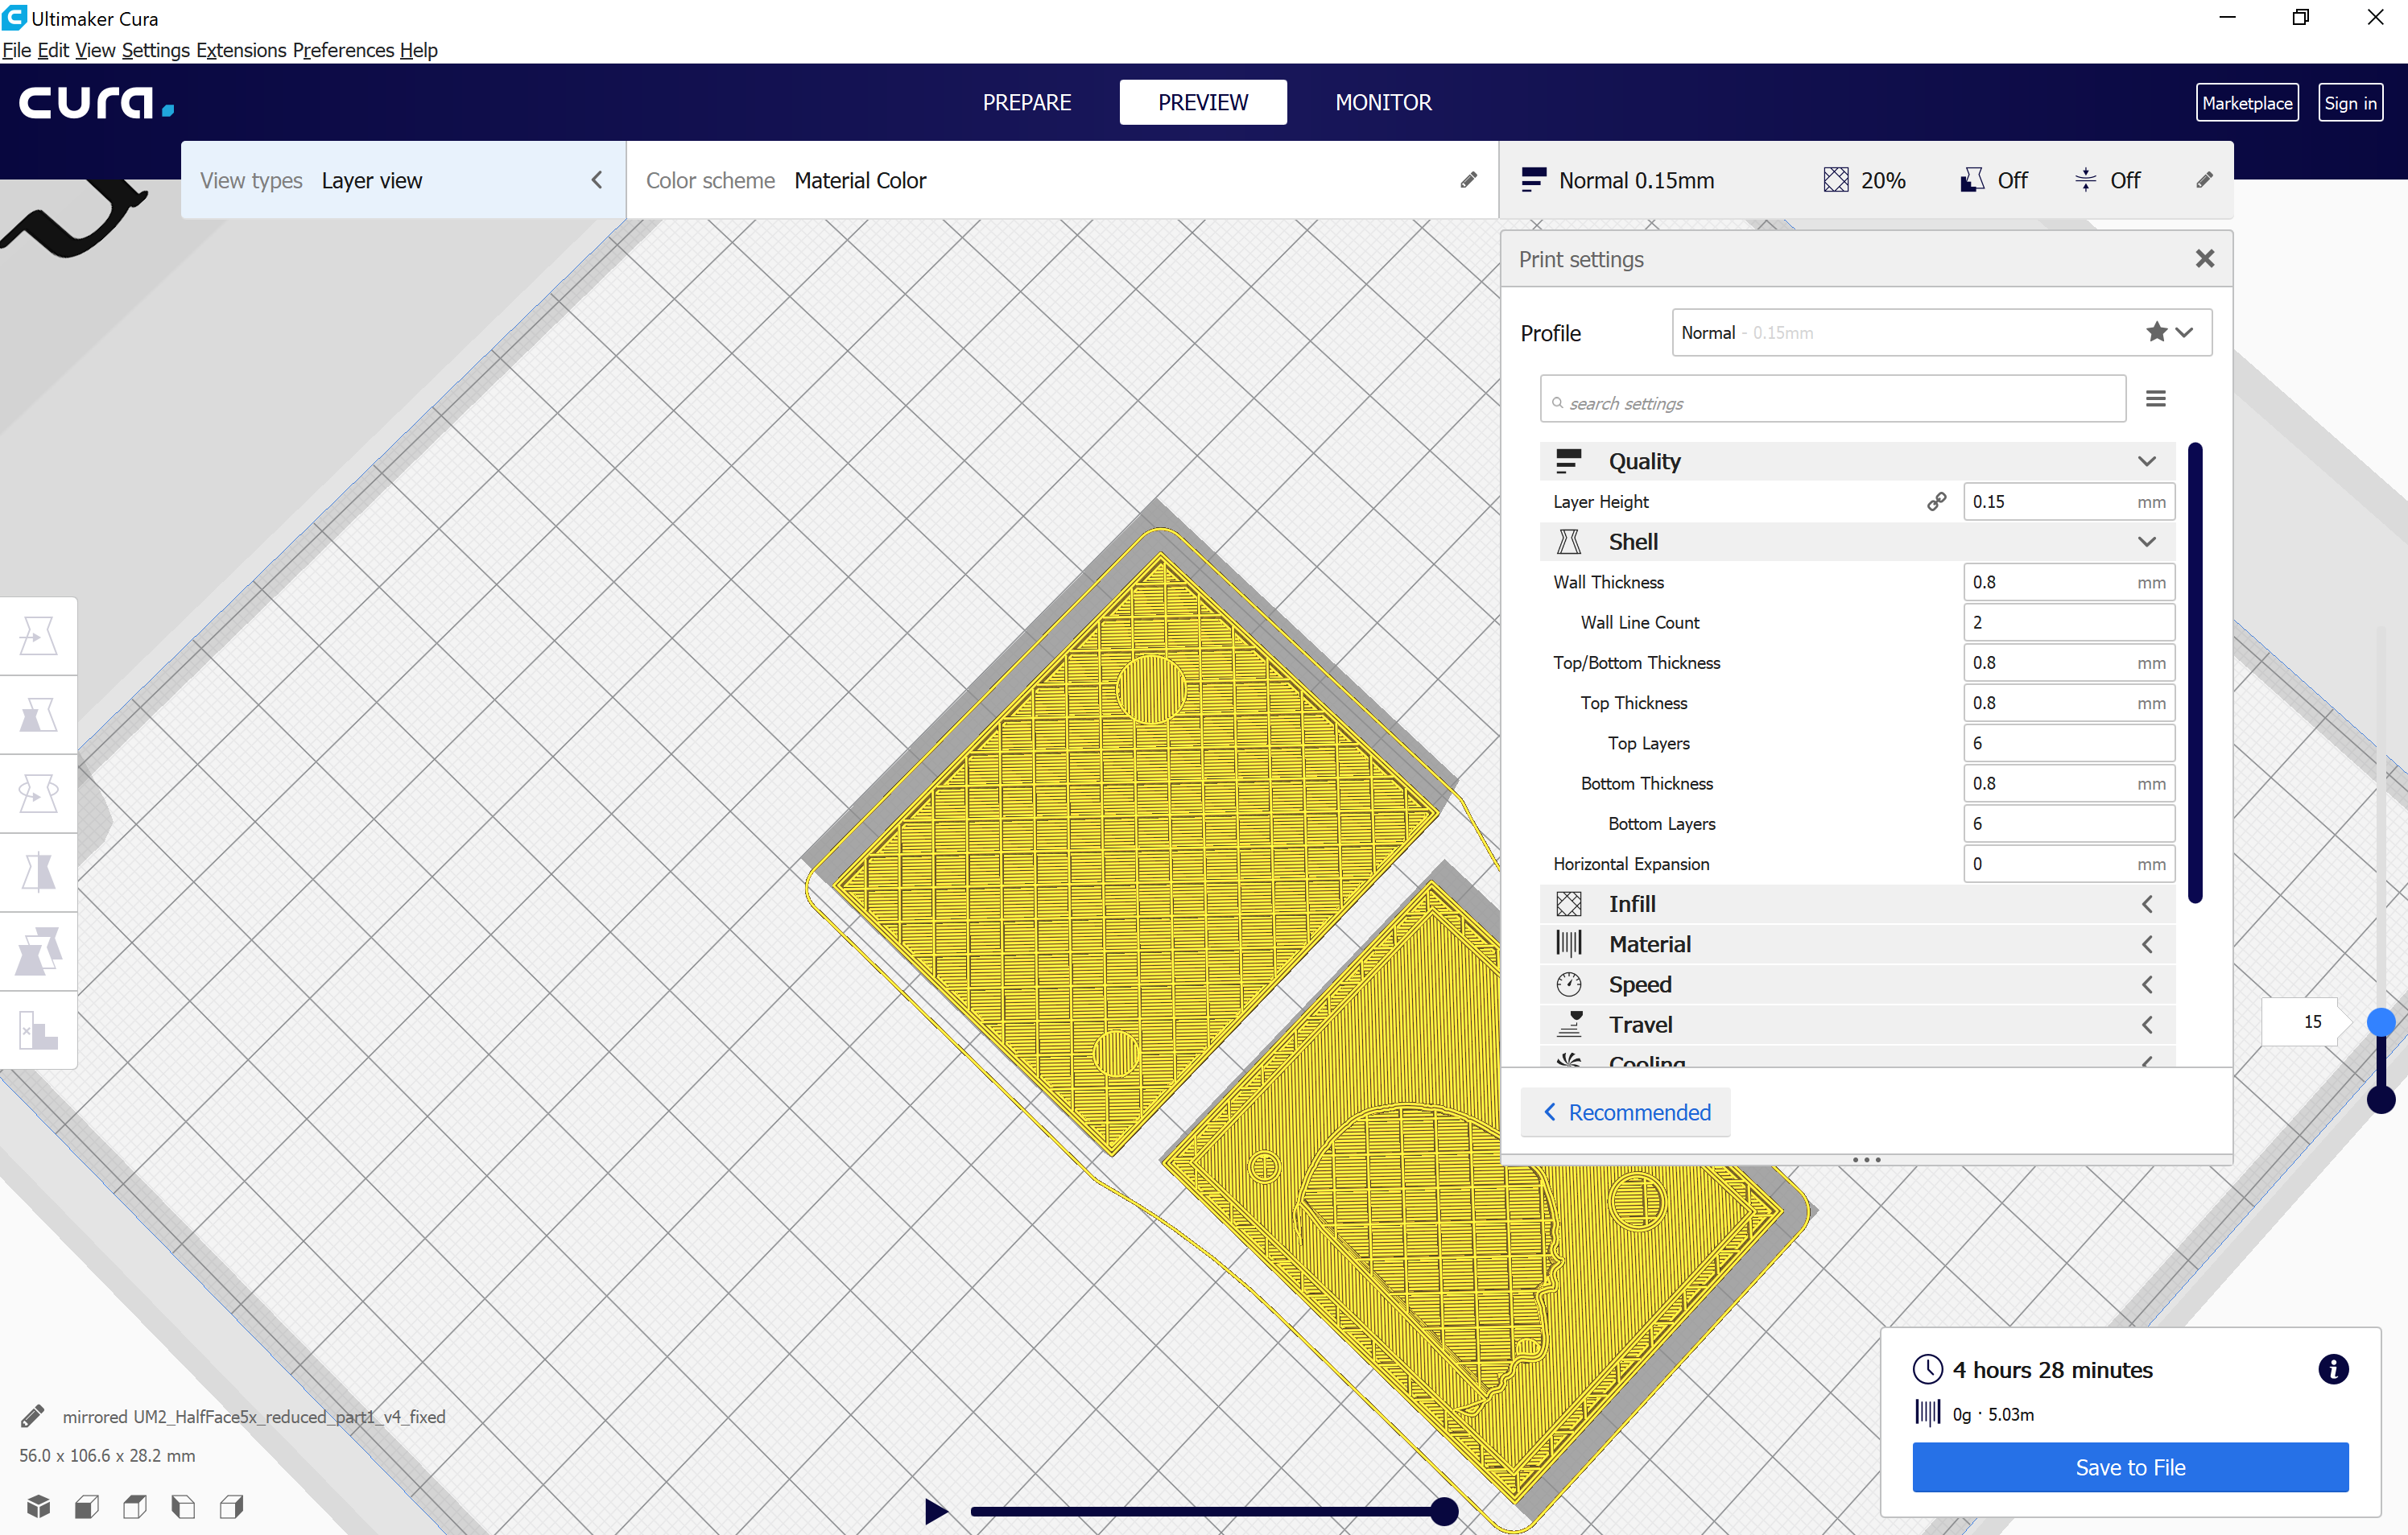 Ultimaker Cura
File Edit View Settings Extensions Preferences Help
cura.
PREPARE PREVIEW MONITOR
Marketplace Sign in
View types Layer view
Color scheme Material Color
Normal 0.15mm 20% Off Off
Print settings
Profile Normal - 0.15mm
search settings
Quality
Layer Height 0.15 mm
Shell
Wall Thickness 0.8 mm
Wall Line Count 2
Top/Bottom Thickness 0.8 mm
Top Thickness 0.8 mm
Top Layers 6
Bottom Thickness 0.8 mm
Bottom Layers 6
Horizontal Expansion 0 mm
Infill
Material
Speed
Travel
Cooling
Recommended
15
4 hours 28 minutes
0g · 5.03m
Save to File
mirrored UM2_HalfFace5x_reduced_part1_v4_fixed
56.0 x 106.6 x 28.2 mm